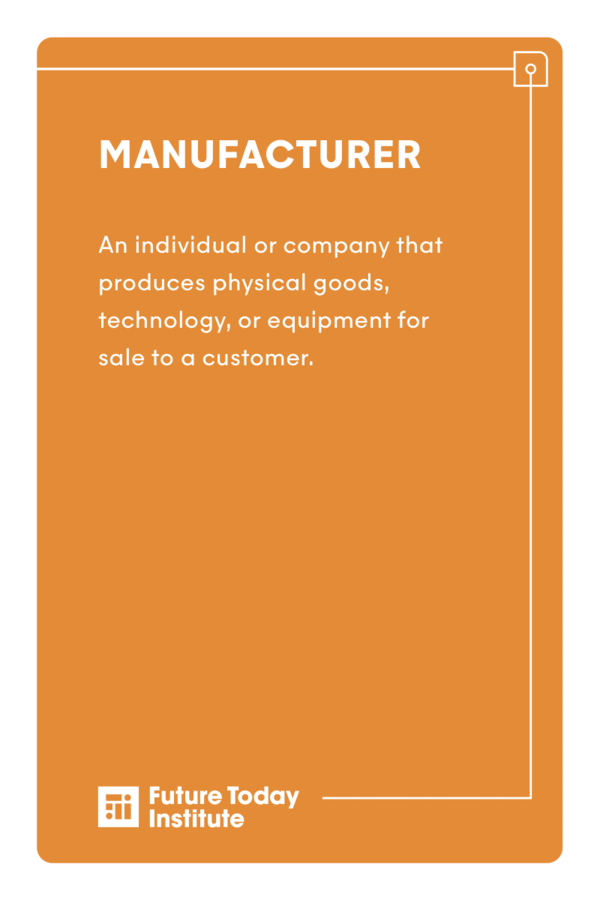 MANUFACTURER
An individual or company that
produces physical goods,
technology, or equipment for
sale to a customer.
Future Today
Institute